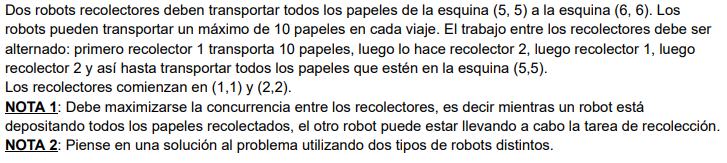 Dos robots recolectores deben transportar todos los papeles de la esquina (5, 5) a la esquina (6, 6). Los
robots pueden transportar un máximo de 10 papeles en cada viaje. El trabajo entre los recolectores debe ser
alternado: primero recolector 1 transporta 10 papeles, luego lo hace recolector 2, luego recolector 1, luego
recolector 2 y así hasta transportar todos los papeles que estén en la esquina (5,5).
Los recolectores comienzan en (1,1) y (2,2).
NOTA 1: Debe maximizarse la concurrencia entre los recolectores, es decir mientras un robot está
depositando todos los papeles recolectados, el otro robot puede estar llevando a cabo la tarea de recolección.
NOTA 2: Piense en una solución al problema utilizando dos tipos de robots distintos.